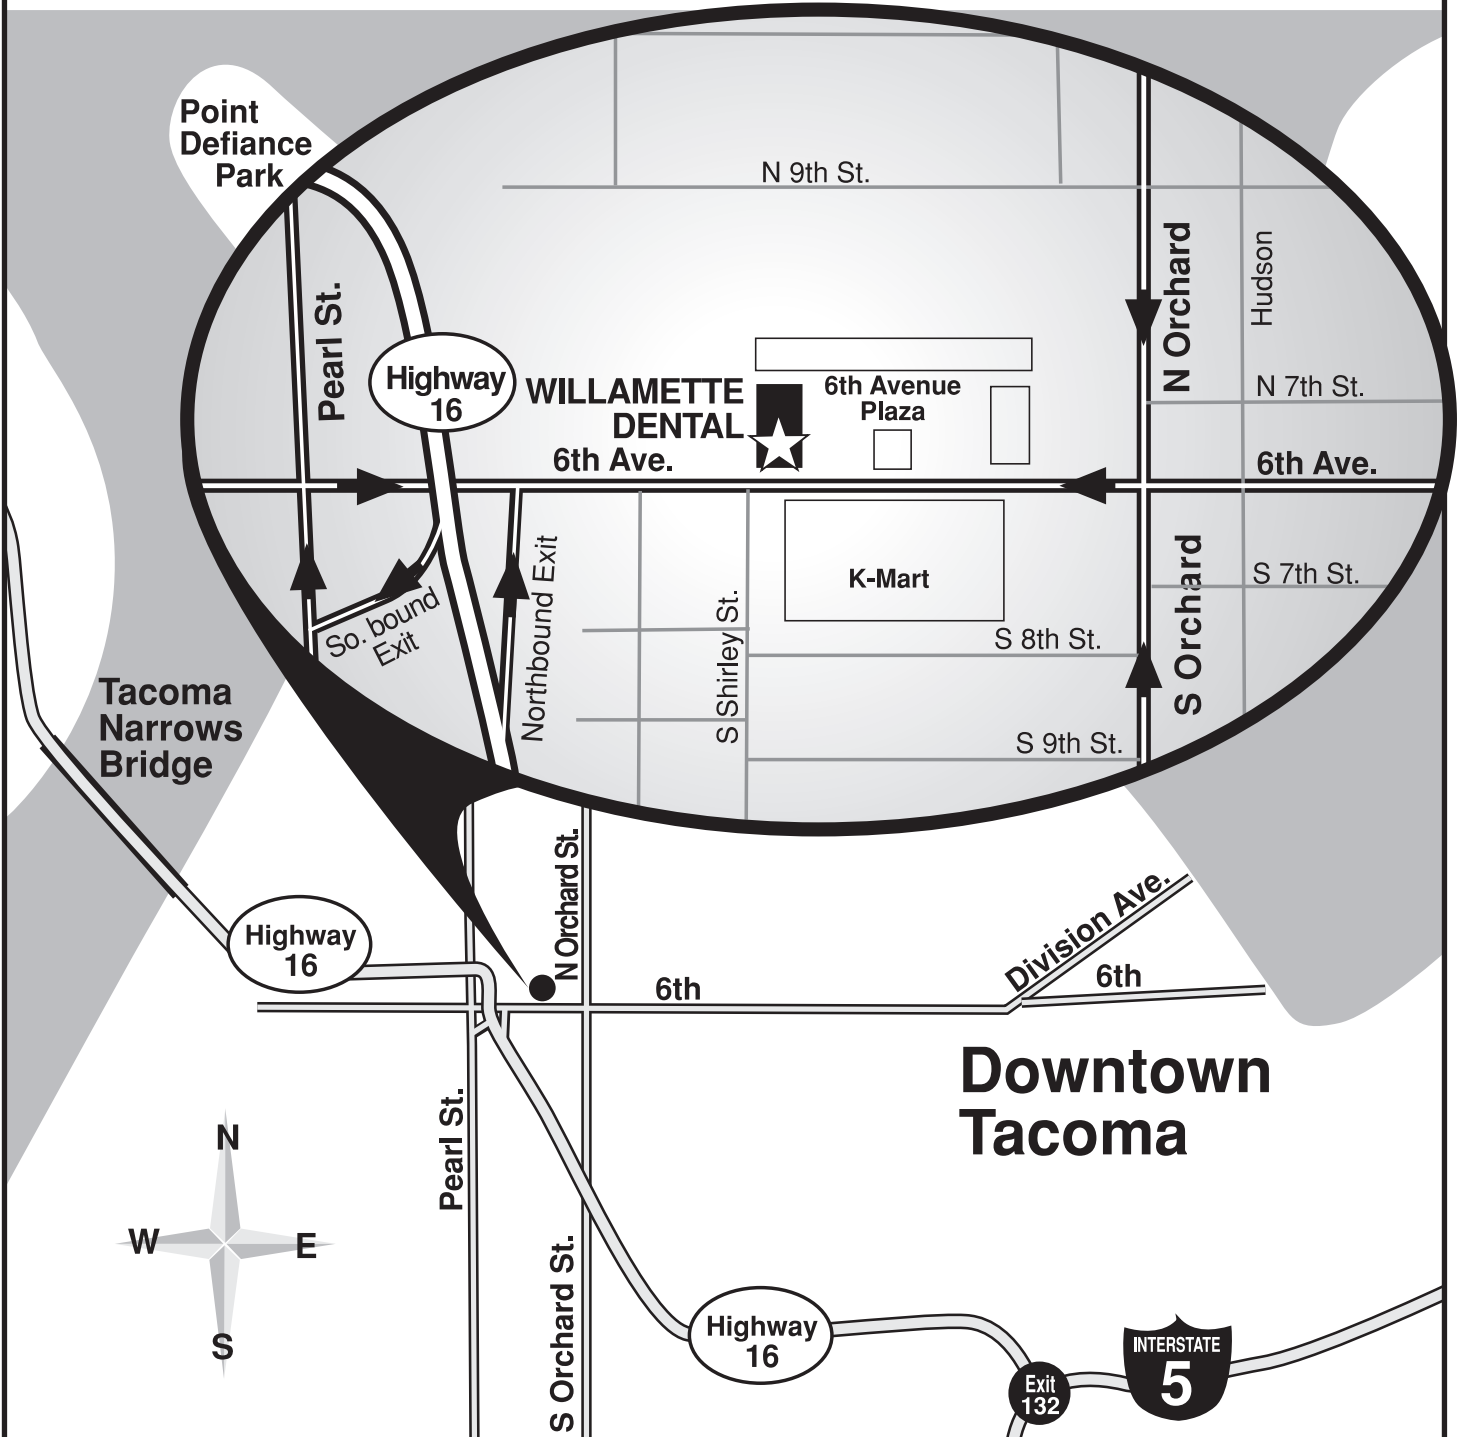 Point
Defiance
Park
N 9th St.
N Orchard
Hudson
Pearl St.
Highway
16
WILLAMETTE
DENTAL
6th Avenue
Plaza
N 7th St.
6th Ave.
6th Ave.
K-Mart
S 7th St.
S Orchard
So. bound
Exit
Northbound Exit
S Shirley St.
S 8th St.
S 9th St.
Tacoma
Narrows
Bridge
N Orchard St.
Division Ave.
Highway
16
6th
6th
Downtown
Tacoma
Pearl St.
N
W
E
S
S Orchard St.
Highway
16
INTERSTATE
5
Exit
132